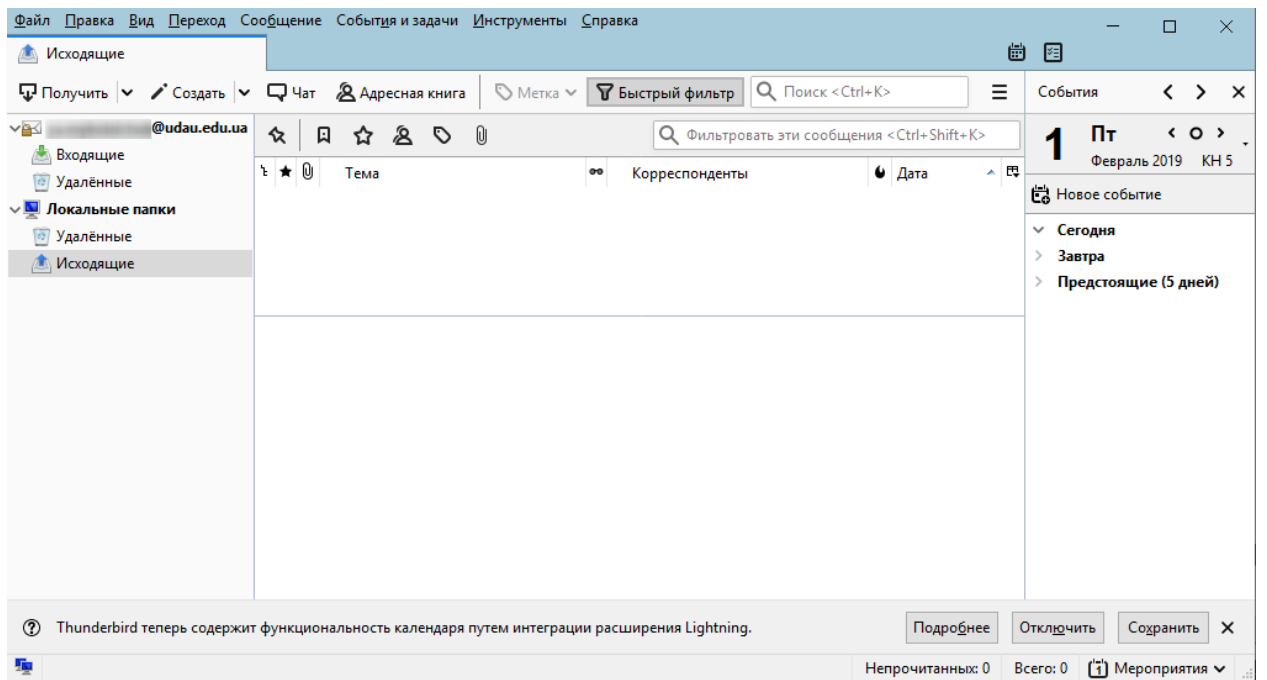 Файл Правка Вид Переход Сообщение События и задачи Инструменты Справка
Исходящие
Получить Создать Чат Адресная книга Метка Быстрый фильтр Поиск <Ctrl+K>
События
@udau.edu.ua
Входящие
Удалённые
Локальные папки
Удалённые
Исходящие
Фильтровать эти сообщения <Ctrl+Shift+K>
Тема Корреспонденты Дата
1 Пт
Февраль 2019 КН 5
Новое событие
Сегодня
Завтра
Предстоящие (5 дней)
Thunderbird теперь содержит функциональность календаря путем интеграции расширения Lightning. Подробнее Отключить Сохранить
Непрочитанных: 0 Всего: 0 1 Мероприятия